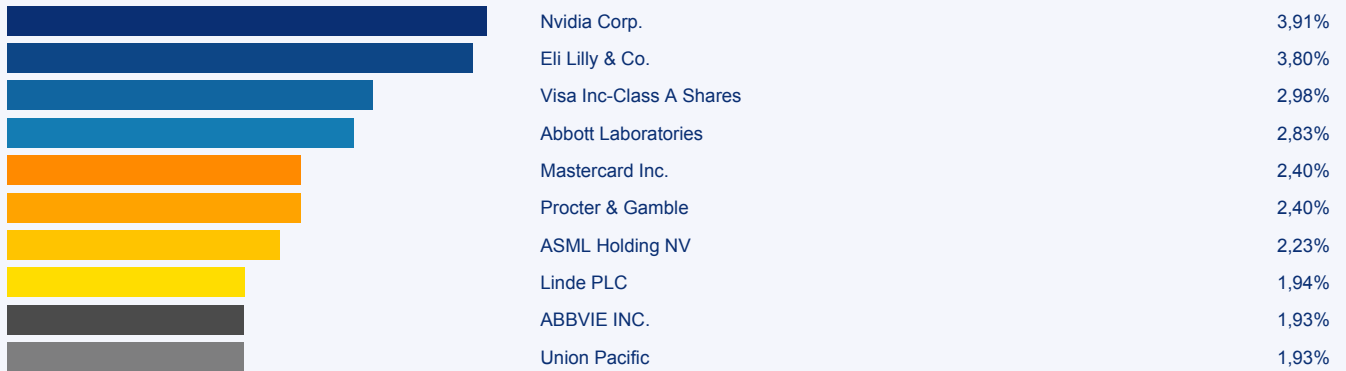 Nvidia Corp. 3,91%
Eli Lilly & Co. 3,80%
Visa Inc-Class A Shares 2,98%
Abbott Laboratories 2,83%
Mastercard Inc. 2,40%
Procter & Gamble 2,40%
ASML Holding NV 2,23%
Linde PLC 1,94%
ABBVIE INC. 1,93%
Union Pacific 1,93%